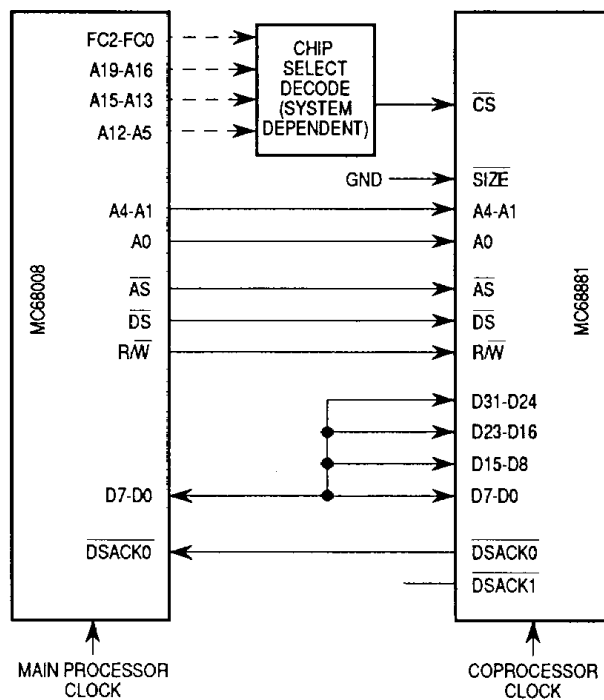 FC2-FC0
A19-A16
A15-A13
A12-A5
CHIP
SELECT
DECODE
(SYSTEM
DEPENDENT)
CS
GND
SIZE
A4-A1
A4-A1
A0
A0
MC68008
MC68881
AS
AS
DS
DS
R/W
R/W
D31-D24
D23-D16
D15-D8
D7-D0
D7-D0
DSACK0
DSACK0
DSACK1
MAIN PROCESSOR
CLOCK
COPROCESSOR
CLOCK